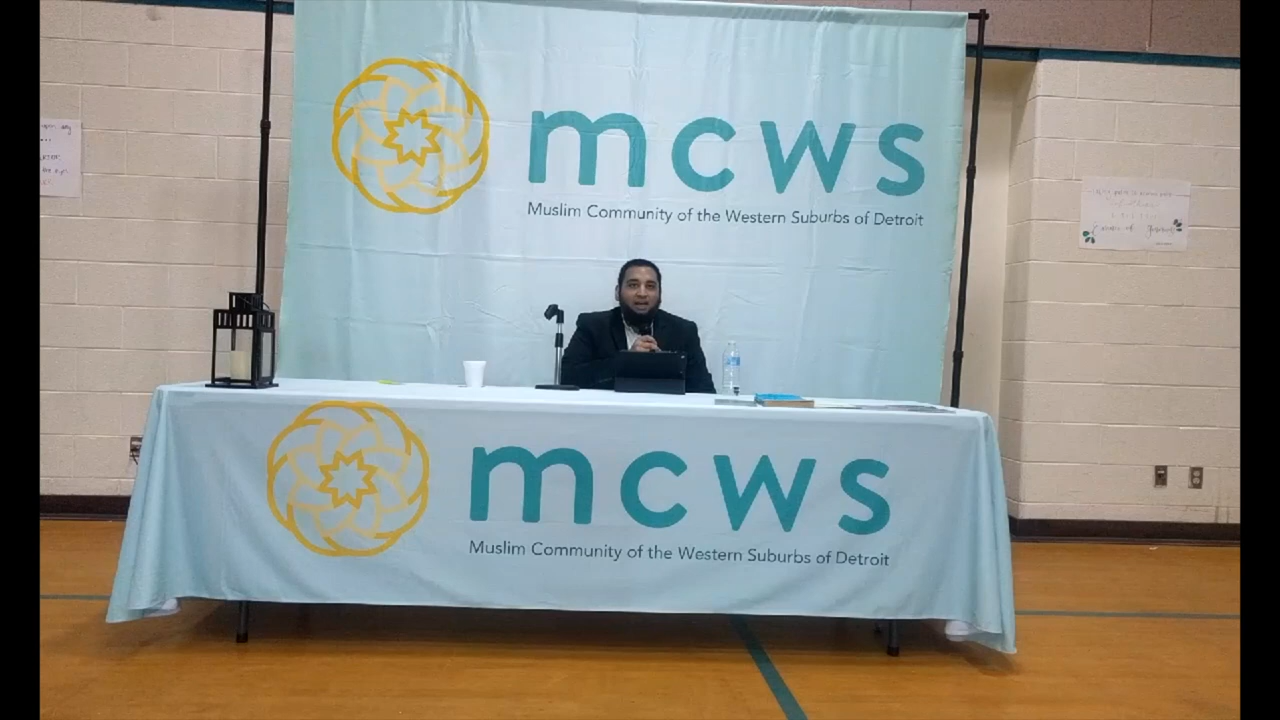 mcws
Muslim Community of the Western Suburbs of Detroit
mcws
Muslim Community of the Western Suburbs of Detroit